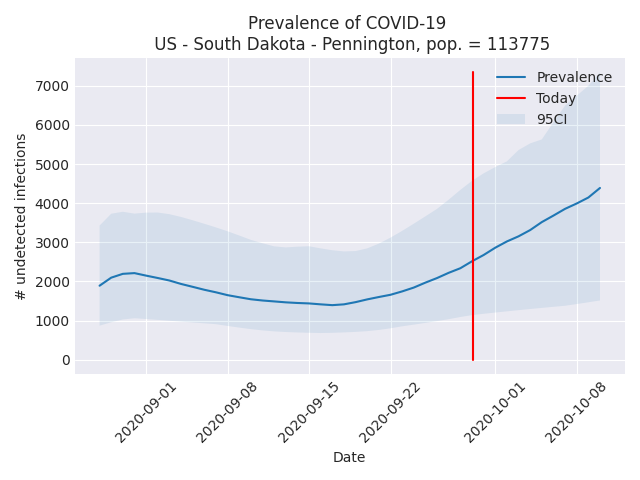 Prevalence of COVID-19
US - South Dakota - Pennington, pop. = 113775
Prevalence
Today
95CI
# undetected infections
7000
6000
5000
4000
3000
2000
1000
0
2020-09-01
2020-09-08
2020-09-15
2020-09-22
2020-10-01
2020-10-08
Date